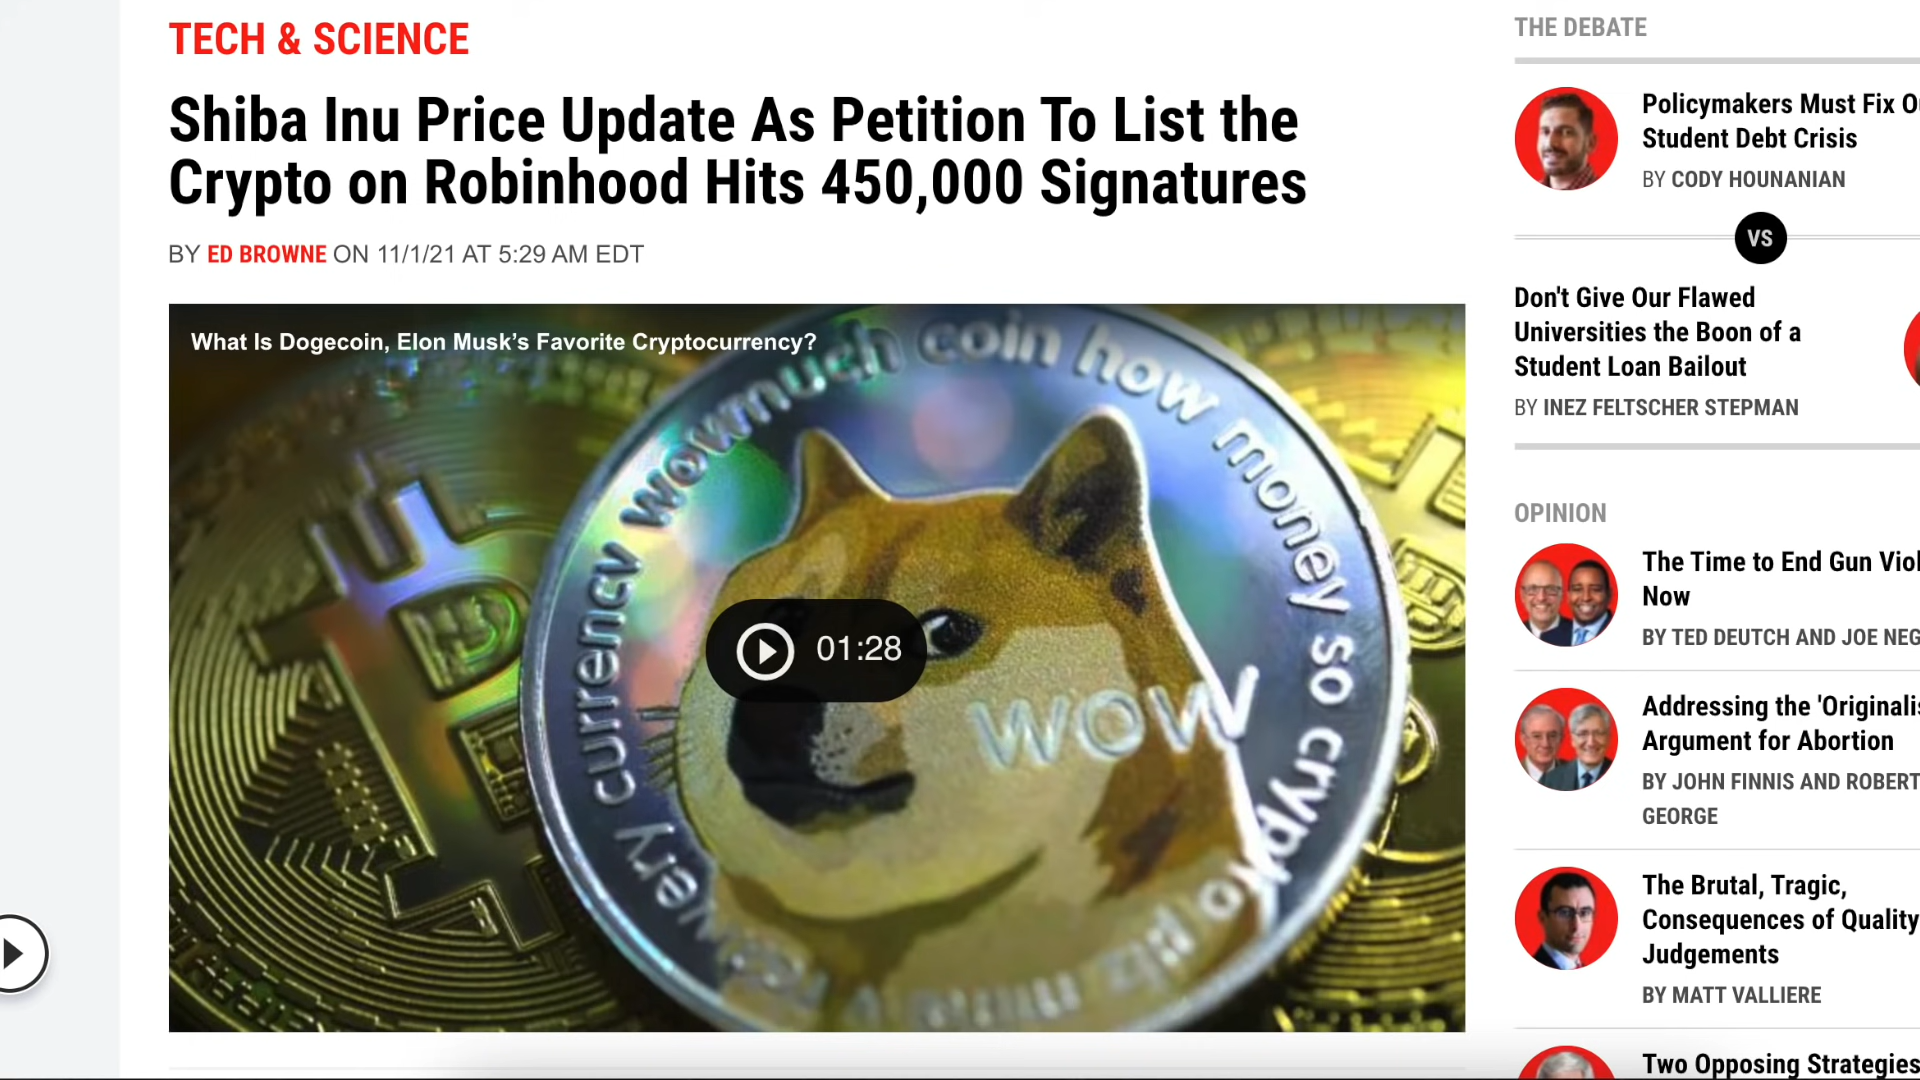 TECH & SCIENCE
Shiba Inu Price Update As Petition To List the
Crypto on Robinhood Hits 450,000 Signatures
BY ED BROWNE ON 11/1/21 AT 5:29 AM EDT
What Is Dogecoin, Elon Musk's Favorite Cryptocurrency?
very currency wow much coin how money so crypto
wow
01:28
THE DEBATE
Policymakers Must Fix
Student Debt Crisis
BY CODY HOUNANIAN
VS
Don't Give Our Flawed
Universities the Boon of a
Student Loan Bailout
BY INEZ FELTSCHER STEPMAN
OPINION
The Time to End Gun
Now
BY TED DEUTCH AND JOE
Addressing the
Argument for Abortion
BY JOHN FINNIS AND ROBERT
GEORGE
The Brutal, Tragic,
Consequences of Quality
Judgements
BY MATT VALLIERE
Two Opposing Strategies